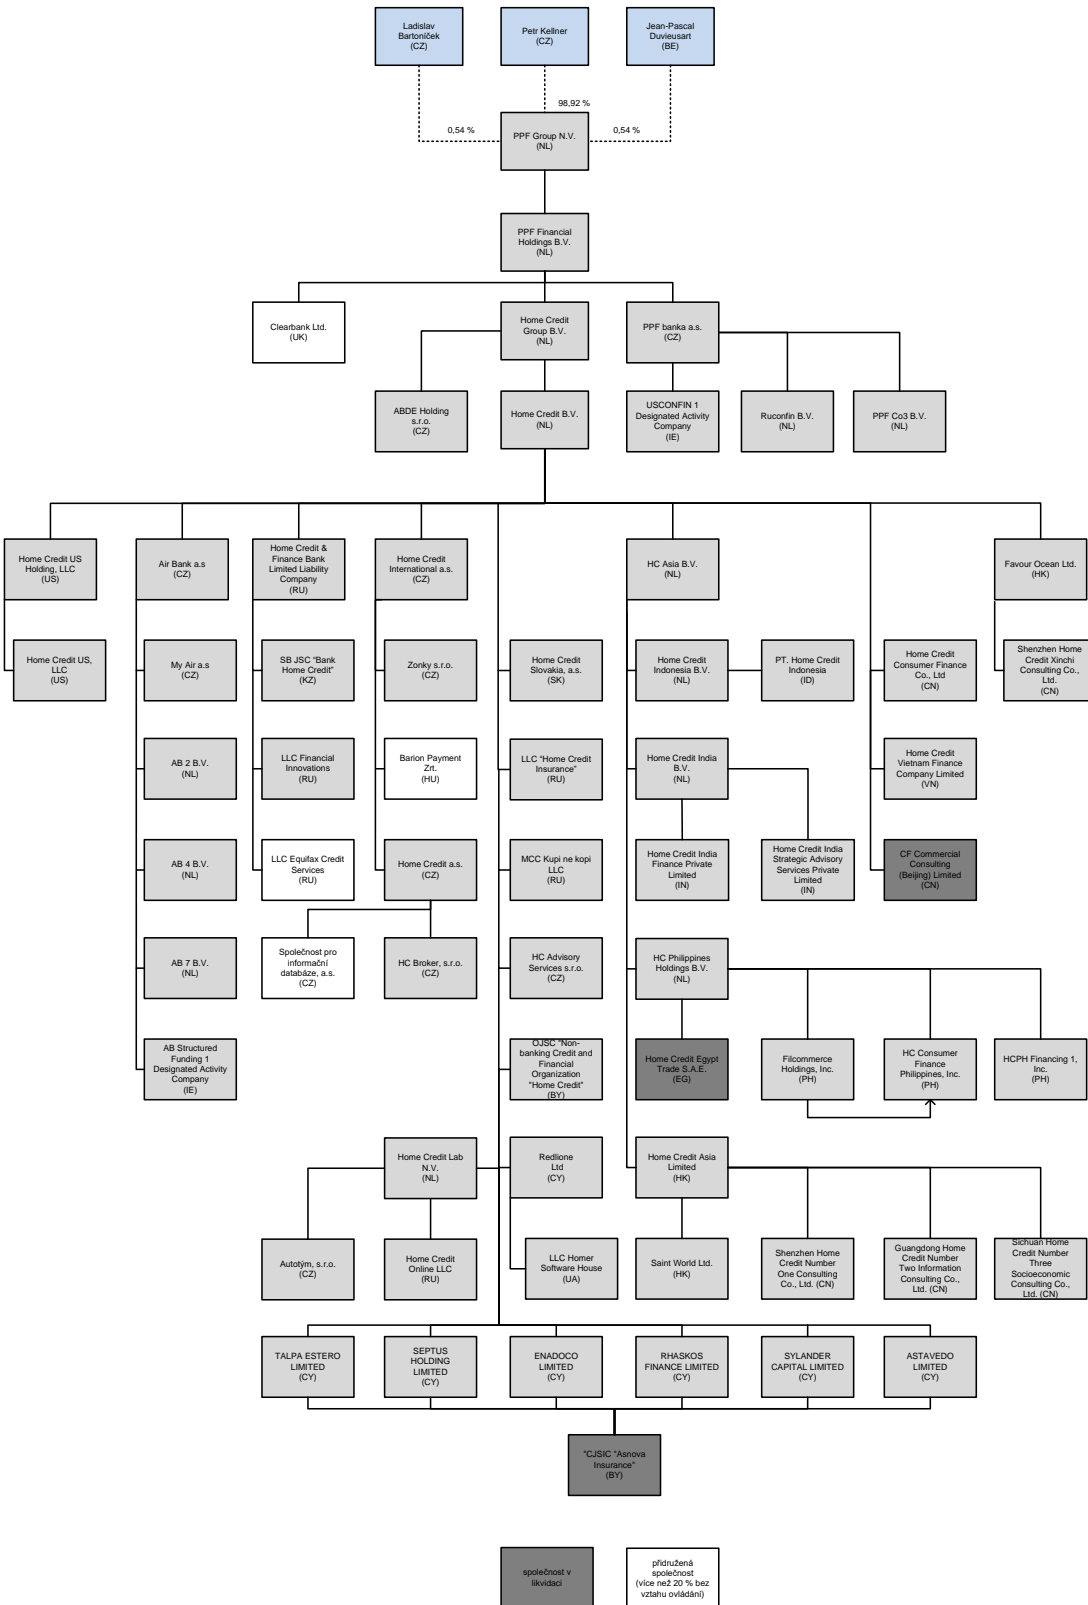 Ladislav
Bartoníček
(CZ)
Petr Kellner
(CZ)
Jean-Pascal
Duvieusart
(BE)
98,92 %
0,54 %
0,54 %
PPF Group N.V.
(NL)
PPF Financial
Holdings B.V.
(NL)
Clearbank Ltd.
(UK)
Home Credit
Group B.V.
(NL)
PPF banka a.s.
(CZ)
ABDE Holding
s.r.o.
(CZ)
Home Credit B.V.
(NL)
USCONFIN 1
Designated Activity
Company
(IE)
Ruconfin B.V.
(NL)
PPF Co3 B.V.
(NL)
Home Credit US
Holding, LLC
(US)
Air Bank a.s
(CZ)
Home Credit &
Finance Bank
Limited Liability
Company
(RU)
Home Credit
International a.s.
(CZ)
HC Asia B.V.
(NL)
Favour Ocean Ltd.
(HK)
Home Credit US,
LLC
(US)
My Air a.s
(CZ)
SB JSC "Bank
Home Credit"
(KZ)
Zonky s.r.o.
(CZ)
Home Credit
Slovakia, a.s.
(SK)
Home Credit
Indonesia B.V.
(NL)
PT. Home Credit
Indonesia
(ID)
Home Credit
Consumer Finance
Co., Ltd
(CN)
Shenzhen Home
Credit Xinchi
Consulting Co.,
Ltd.
(CN)
AB 2 B.V.
(NL)
LLC Financial
Innovations
(RU)
Barion Payment
Zrt.
(HU)
LLC "Home Credit
Insurance"
(RU)
Home Credit India
B.V.
(NL)
Home Credit
Vietnam Finance
Company Limited
(VN)
AB 4 B.V.
(NL)
LLC Equifax Credit
Services
(RU)
Home Credit a.s.
(CZ)
MCC Kupi ne kopi
LLC
(RU)
Home Credit India
Finance Private
Limited
(IN)
Home Credit India
Strategic Advisory
Services Private
Limited
(IN)
CF Commercial
Consulting
(Beijing) Limited
(CN)
AB 7 B.V.
(NL)
Společnost pro
informační
databáze, a.s.
(CZ)
HC Broker, s.r.o.
(CZ)
HC Advisory
Services s.r.o.
(CZ)
HC Philippines
Holdings B.V.
(NL)
AB Structured
Funding 1
Designated Activity
Company
(IE)
OJSC "Non-
banking Credit and
Financial
Organization
"Home Credit"
(BY)
Home Credit Egypt
Trade S.A.E.
(EG)
Filcommerce
Holdings, Inc.
(PH)
HC Consumer
Finance
Philippines, Inc.
(PH)
HCPH Financing 1,
Inc.
(PH)
Home Credit Lab
N.V.
(NL)
Redlione
Ltd
(CY)
Home Credit Asia
Limited
(HK)
Autotým, s.r.o.
(CZ)
Home Credit
Online LLC
(RU)
LLC Homer
Software House
(UA)
Saint World Ltd.
(HK)
Shenzhen Home
Credit Number
One Consulting
Co., Ltd. (CN)
Guangdong Home
Credit Number
Two Information
Consulting Co.,
Ltd. (CN)
Sichuan Home
Credit Number
Three
Socioeconomic
Consulting Co.,
Ltd. (CN)
TALPA ESTERO
LIMITED
(CY)
SEPTUS
HOLDING
LIMITED
(CY)
ENADOCO
LIMITED
(CY)
RHASKOS
FINANCE LIMITED
(CY)
SYLANDER
CAPITAL LIMITED
(CY)
ASTAVEDO
LIMITED
(CY)
"CJSIC "Asnova
Insurance"
(BY)
společnost v
likvidaci
přidružená
společnost
(více než 20 % bez
vztahu ovládání)